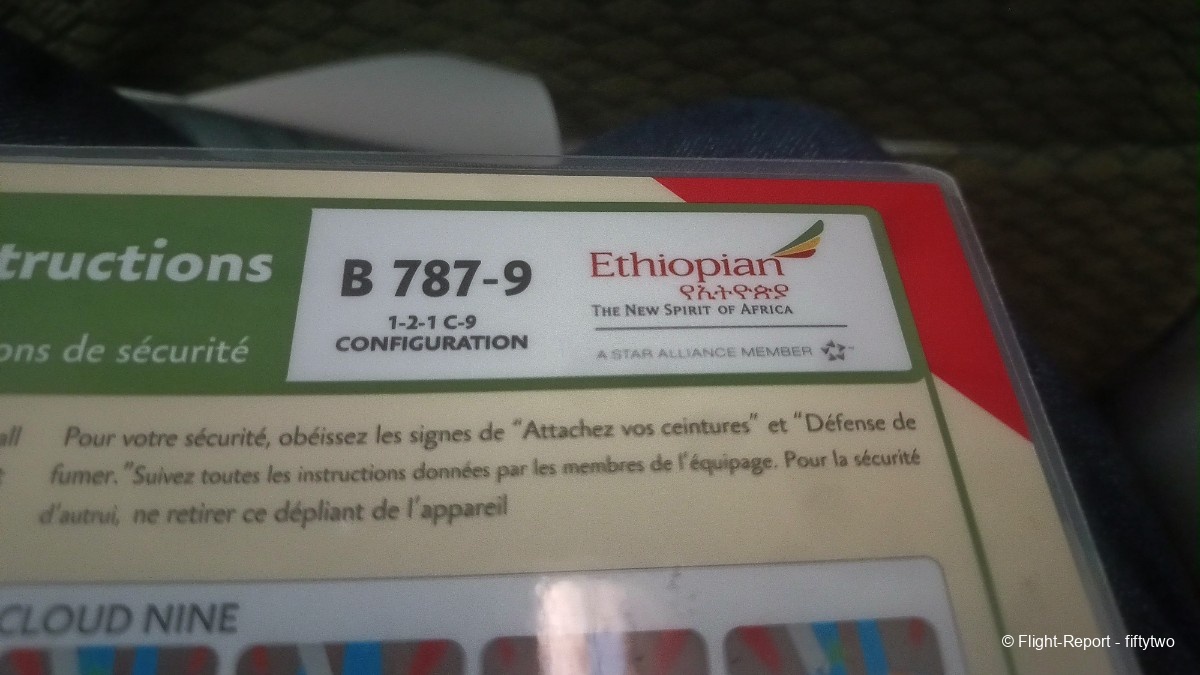 tructions
ons de sécurité
B 787-9
1-2-1 C-9
CONFIGURATION
Ethiopian
የኢትዮጵያ
THE NEW SPIRIT OF AFRICA
A STAR ALLIANCE MEMBER
all
Pour votre sécurité, obéissez les signes de “Attachez vos ceintures” et “Défense de
fumer.”Suivez toutes les instructions données par les membres de l'équipage. Pour la sécurité
d'autrui, ne retirer ce dépliant de l'appareil
CLOUD NINE
© Flight-Report - fiftytwo